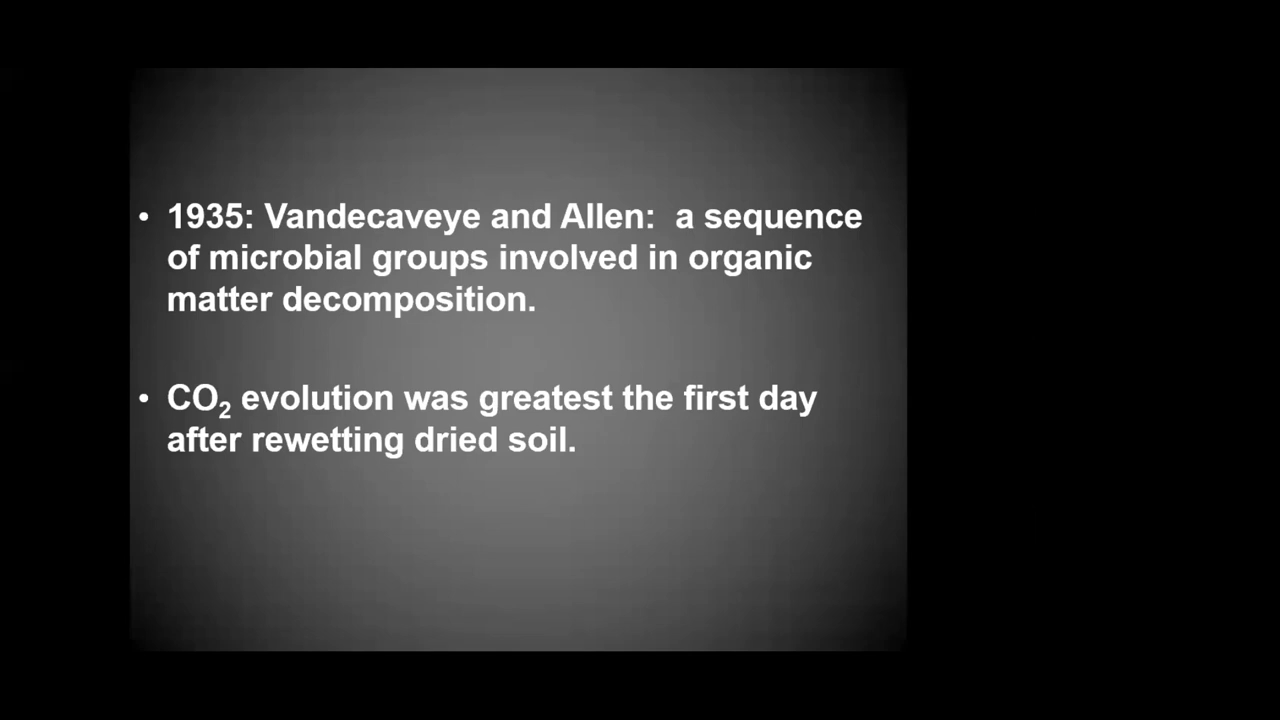 • 1935: Vandecaveye and Allen:  a sequence
of microbial groups involved in organic
matter decomposition.
• CO₂ evolution was greatest the first day
after rewetting dried soil.